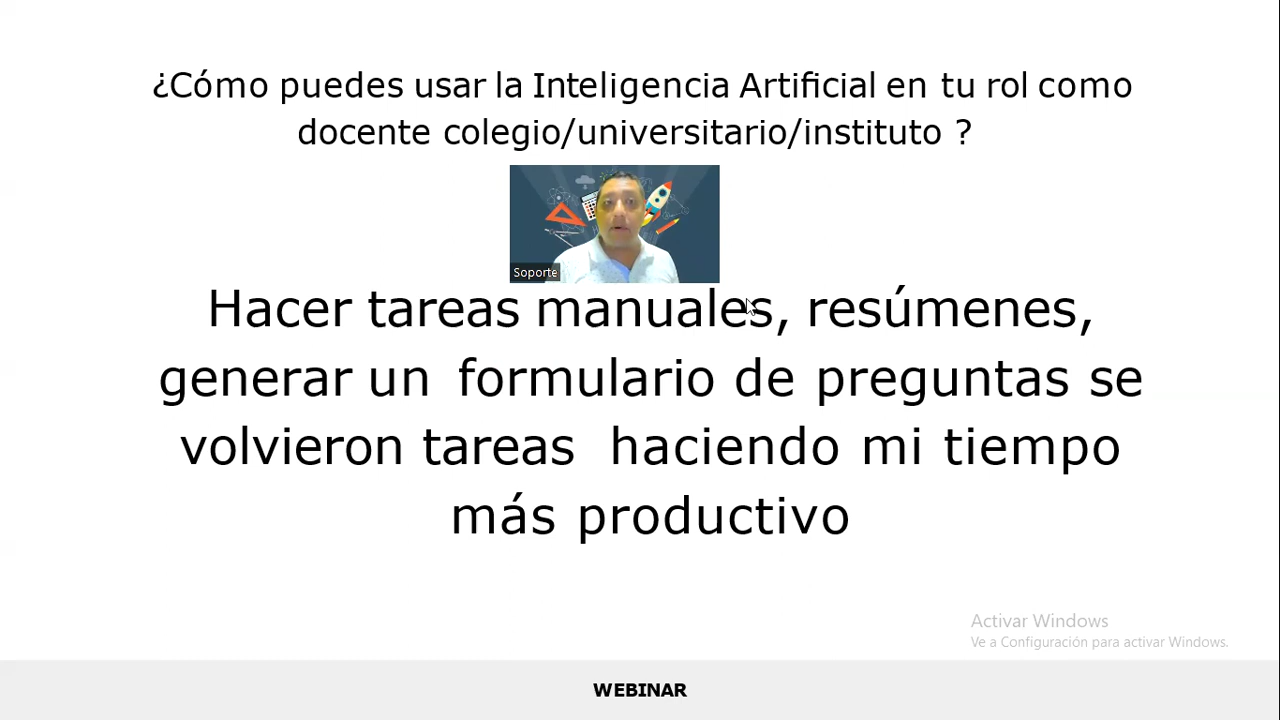 ¿Cómo puedes usar la Inteligencia Artificial en tu rol como
docente colegio/universitario/instituto ?
Soporte
Hacer tareas manuales, resúmenes,
generar un formulario de preguntas se
volvieron tareas haciendo mi tiempo
más productivo
Activar Windows
Ve a Configuración para activar Windows.
WEBINAR